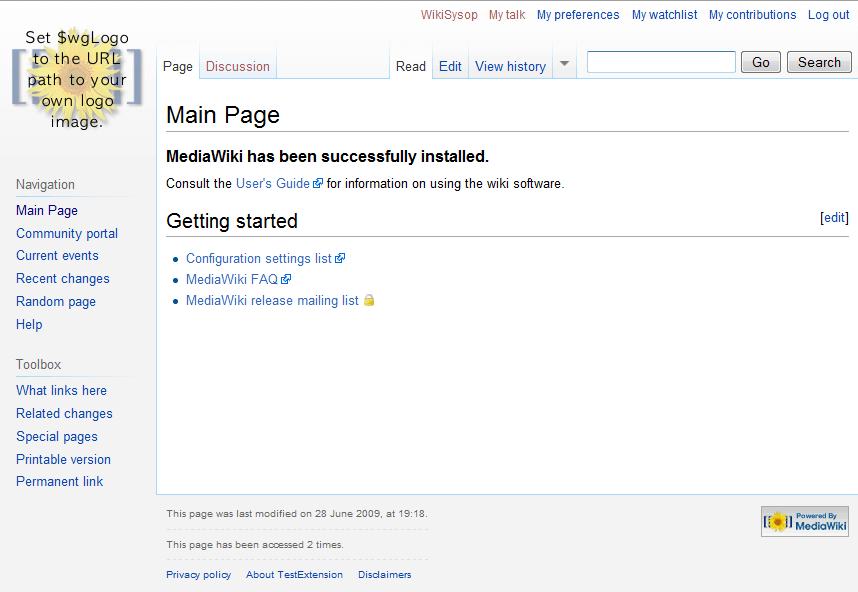 WikiSysop My talk My preferences My watchlist My contributions Log out
Set $wgLogo
to the URL
path to your
own logo
image.
Page Discussion Read Edit View history Go Search
Main Page
MediaWiki has been successfully installed.
Consult the User's Guide for information on using the wiki software.
Getting started [edit]
Configuration settings list
MediaWiki FAQ
MediaWiki release mailing list
Navigation
Main Page
Community portal
Current events
Recent changes
Random page
Help
Toolbox
What links here
Related changes
Special pages
Printable version
Permanent link
This page was last modified on 28 June 2009, at 19:18.
This page has been accessed 2 times.
Privacy policy About TestExtension Disclaimers
Powered By
MediaWiki